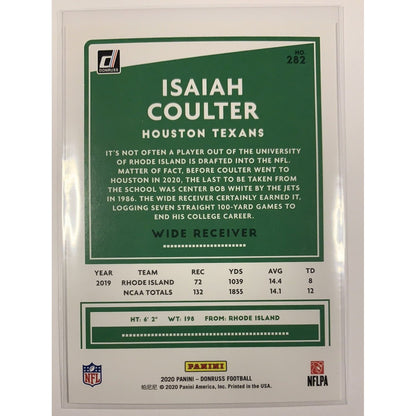 DONRUSS
NO.
282
ISAIAH
COULTER
HOUSTON TEXANS
IT'S NOT OFTEN A PLAYER OUT OF THE UNIVERSITY
OF RHODE ISLAND IS DRAFTED INTO THE NFL.
MATTER OF FACT, BEFORE COULTER WENT TO
HOUSTON IN 2020, THE LAST TO BE TAKEN FROM
THE SCHOOL WAS CENTER BOB WHITE BY THE JETS
IN 1986. THE WIDE RECEIVER CERTAINLY EARNED IT,
LOGGING SEVEN STRAIGHT 100-YARD GAMES TO
END HIS COLLEGE CAREER.
WIDE RECEIVER
YEAR TEAM REC YDS AVG TD
2019 RHODE ISLAND 72 1039 14.4 8
NCAA TOTALS 132 1855 14.1 12
HT: 6' 2" WT: 198 FROM: RHODE ISLAND
NFL
PANINI
NFLPA
2020 PANINI - DONRUSS FOOTBALL
帕尼尼 © 2020 Panini America, Inc. Printed in the USA.